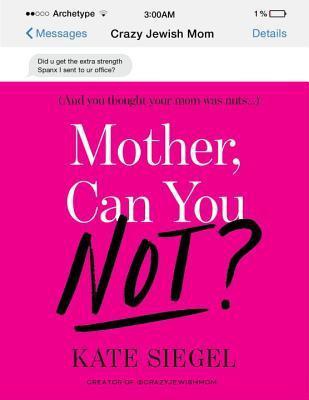 Archetype 3:00AM 1%
Messages Crazy Jewish Mom Details
Did u get the extra strength
Spanx I sent to ur office?
(And you thought your mom was nuts...)
Mother,
Can You
NOT?
KATE SIEGEL
CREATOR OF @CRAZYJEWISHMOM